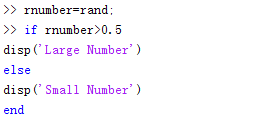 >> rnumber=rand;
>> if rnumber>0.5
disp('Large Number')
else
disp('Small Number')
end